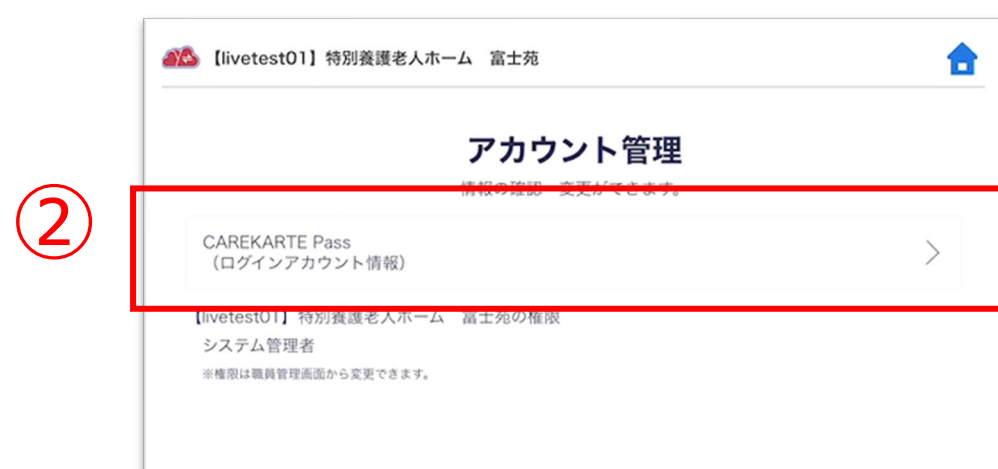 【livetest01】特別養護老人ホーム 富士苑
アカウント管理
情報の確認・変更ができます。
②
CAREKARTE Pass
(ログインアカウント情報)
【livetest01】特別養護老人ホーム 富士苑の権限
システム管理者
※権限は職員管理画面から変更できます。